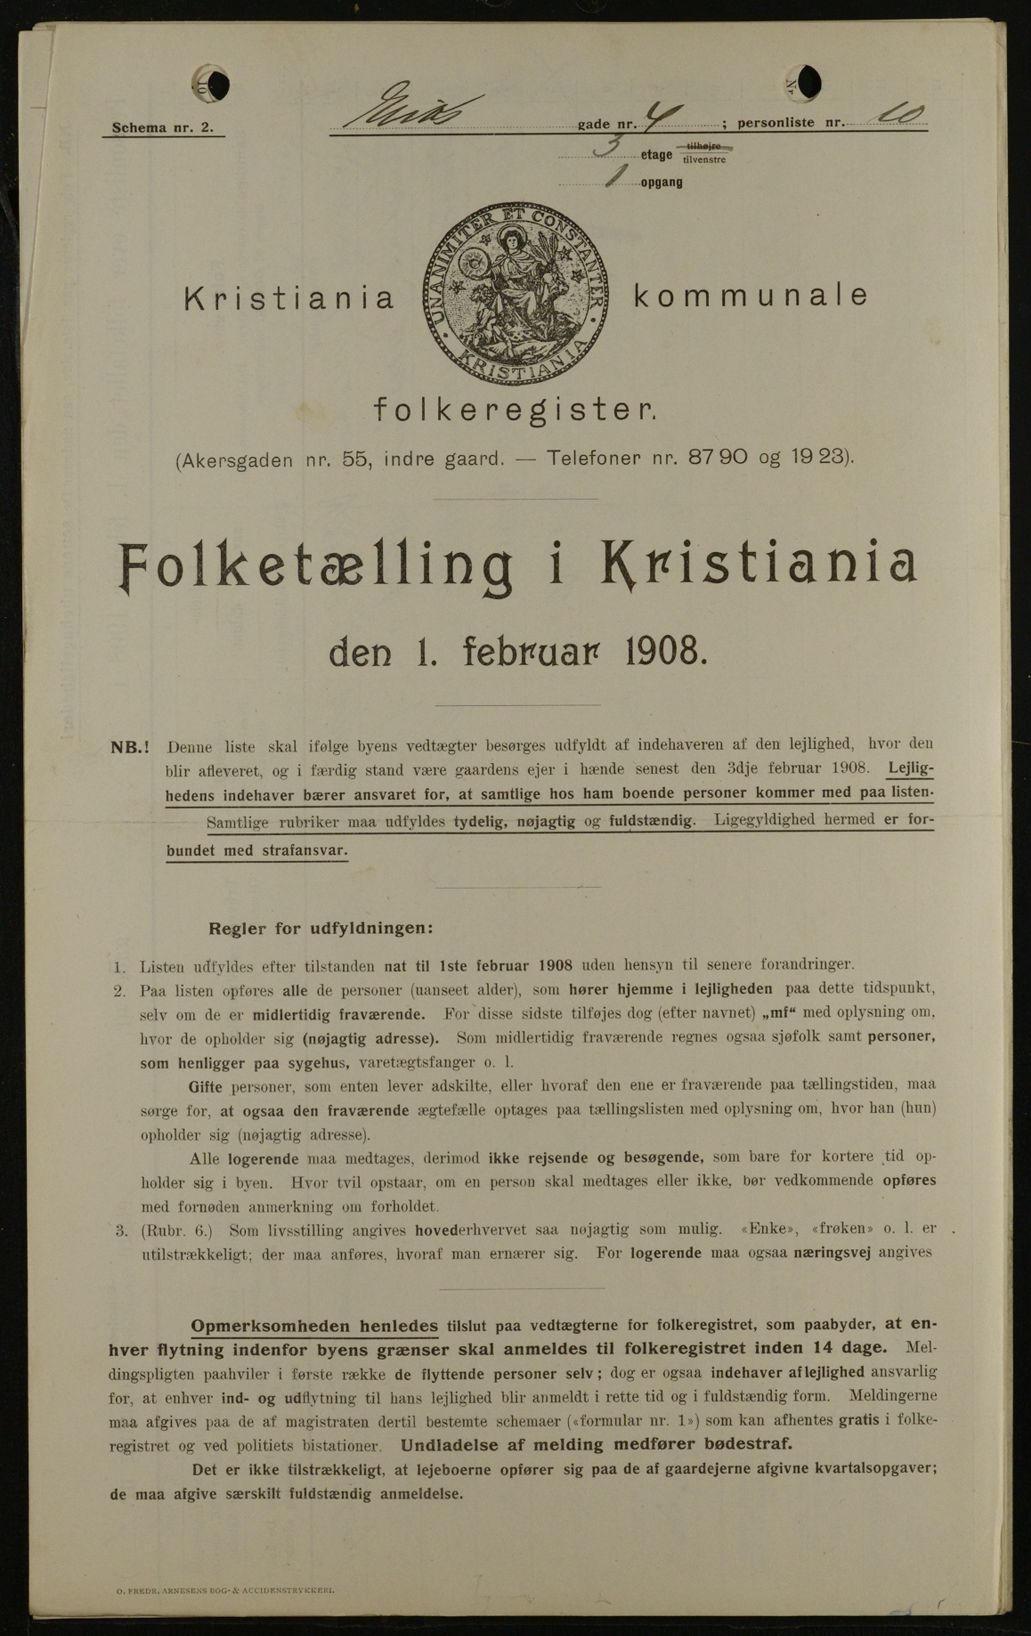 Schema nr. 2.
gade nr. 4 ; personliste nr. 10
3 etage tilhøjre
tilvenstre
1 opgang
UNANIMITER ET CONSTANTER · KRISTIANIA ·
Kristiania kommunale
folkeregister.
(Akersgaden nr. 55, indre gaard. — Telefoner nr. 87 90 og 19 23).
Folketælling i Kristiania
den 1. februar 1908.
NB.! Denne liste skal ifølge byens vedtægter besørges udfyldt af indehaveren af den lejlighed, hvor den
blir afleveret, og i færdig stand være gaardens ejer i hænde senest den 3dje februar 1908. Lejlig-
hedens indehaver bærer ansvaret for, at samtlige hos ham boende personer kommer med paa listen.
Samtlige rubriker maa udfyldes tydelig, nøjagtig og fuldstændig. Ligegyldighed hermed er for-
bundet med strafansvar.
Regler for udfyldningen:
1. Listen udfyldes efter tilstanden nat til 1ste februar 1908 uden hensyn til senere forandringer.
2. Paa listen opføres alle de personer (uanseet alder), som hører hjemme i lejligheden paa dette tidspunkt,
selv om de er midlertidig fraværende. For disse sidste tilføjes dog (efter navnet) „mf“ med oplysning om,
hvor de opholder sig (nøjagtig adresse). Som midlertidig fraværende regnes ogsaa sjøfolk samt personer,
som henligger paa sygehus, varetægtsfanger o. l.
Gifte personer, som enten lever adskilte, eller hvoraf den ene er fraværende paa tællingstiden, maa
sørge for, at ogsaa den fraværende ægtefælle optages paa tællingslisten med oplysning om, hvor han (hun)
opholder sig (nøjagtig adresse).
Alle logerende maa medtages, derimod ikke rejsende og besøgende, som bare for kortere tid op-
holder sig i byen. Hvor tvil opstaar, om en person skal medtages eller ikke, bør vedkommende opføres
med fornøden anmerkning om forholdet.
3. (Rubr. 6.) Som livsstilling angives hovederhvervet saa nøjagtig som mulig. «Enke», «frøken» o. l. er
utilstrækkeligt; der maa anføres, hvoraf man ernærer sig. For logerende maa ogsaa næringsvej angives
Opmerksomheden henledes tilslut paa vedtægterne for folkeregistret, som paabyder, at en-
hver flytning indenfor byens grænser skal anmeldes til folkeregistret inden 14 dage. Mel-
dingspligten paahviler i første række de flyttende personer selv; dog er ogsaa indehaver af lejlighed ansvarlig
for, at enhver ind- og udflytning til hans lejlighed blir anmeldt i rette tid og i fuldstændig form. Meldingerne
maa afgives paa de af magistraten dertil bestemte schemaer («formular nr. 1») som kan afhentes gratis i folke-
registret og ved politiets bistationer. Undladelse af melding medfører bødestraf.
Det er ikke tilstrækkeligt, at lejeboerne opfører sig paa de af gaardejerne afgivne kvartalsopgaver;
de maa afgive særskilt fuldstændig anmeldelse.
O. FREDR. ARNESENS BOG- & ACCIDENSTRYKKERI.